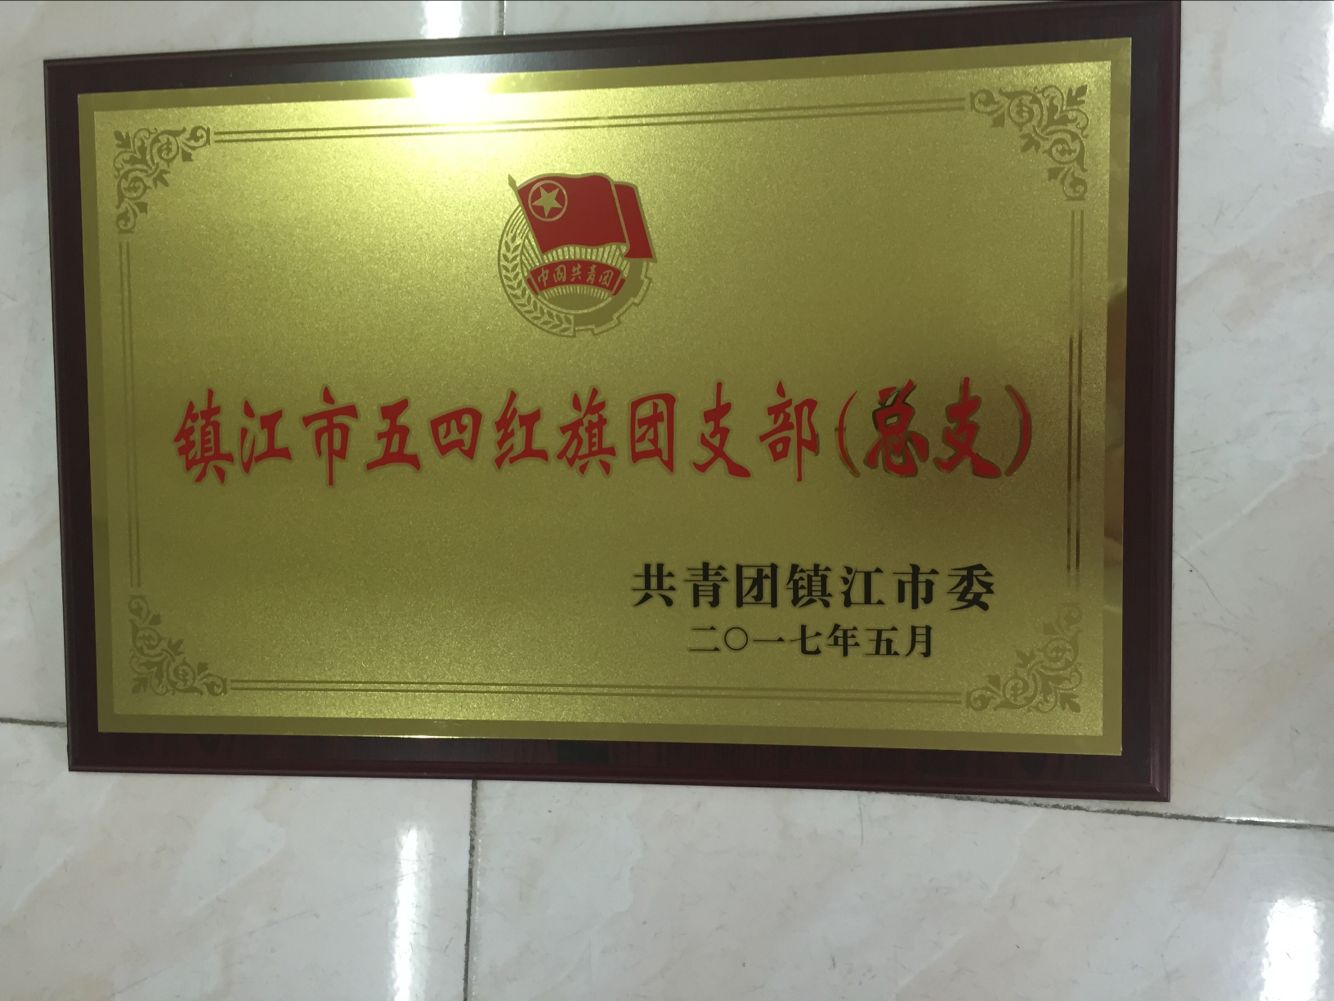 中国共青团
镇江市五四红旗团支部(总支)
共青团镇江市委
二〇一七年五月